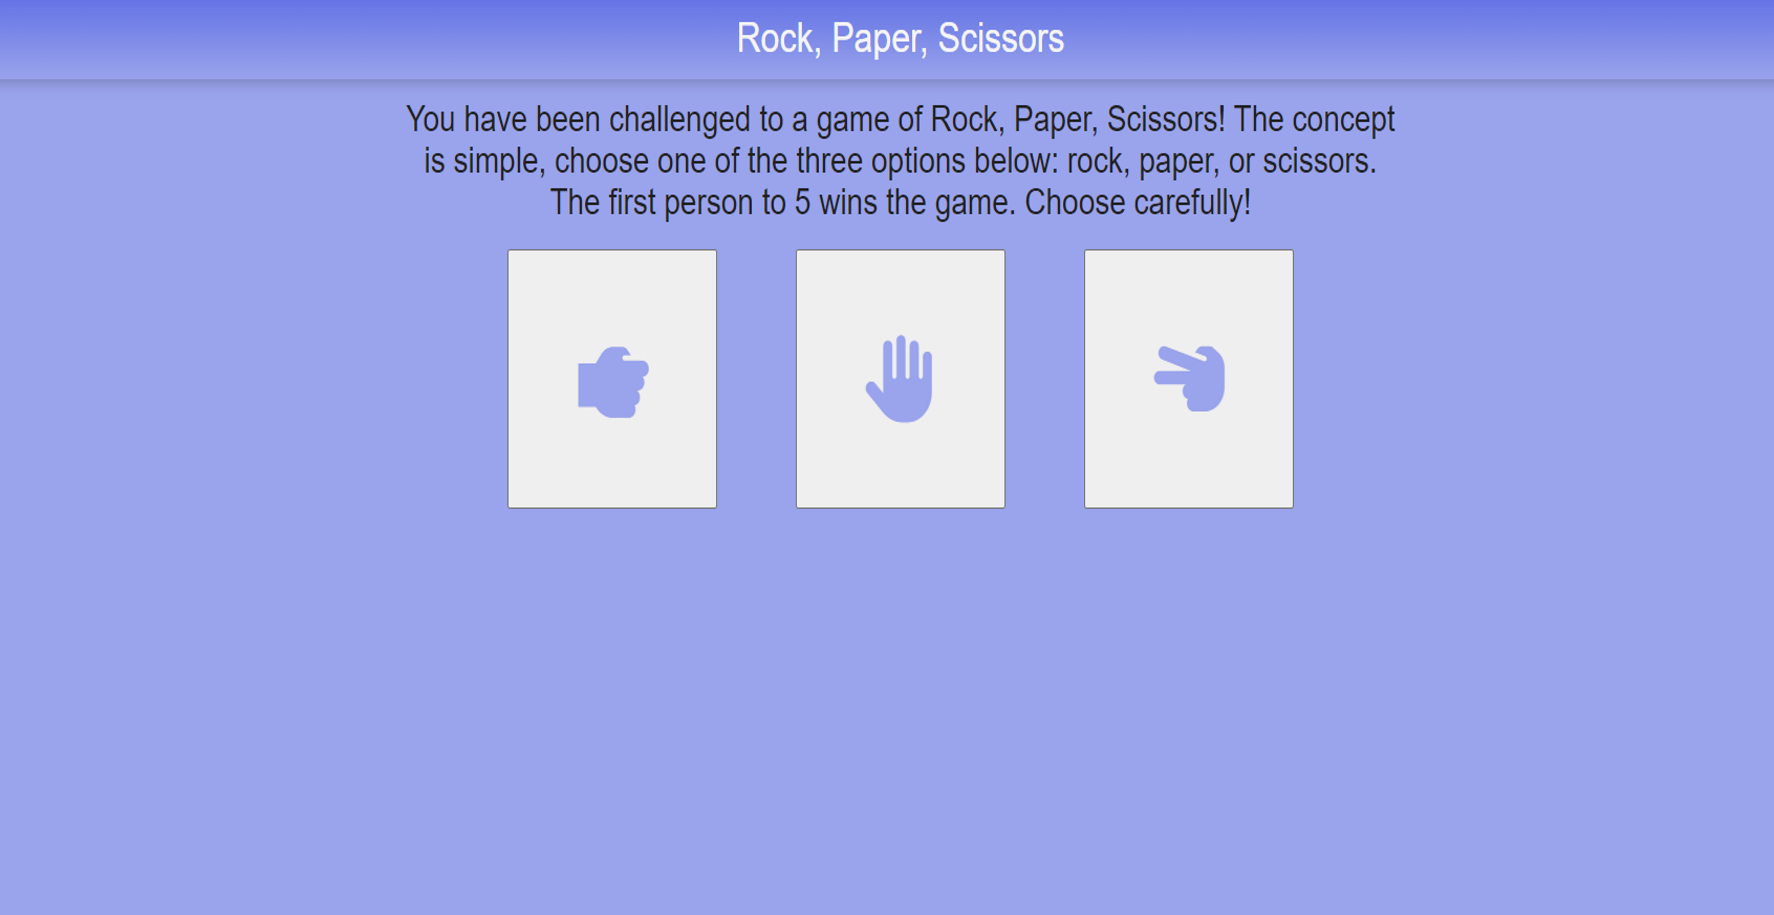 Rock, Paper, Scissors
You have been challenged to a game of Rock, Paper, Scissors! The concept
is simple, choose one of the three options below: rock, paper, or scissors.
The first person to 5 wins the game. Choose carefully!